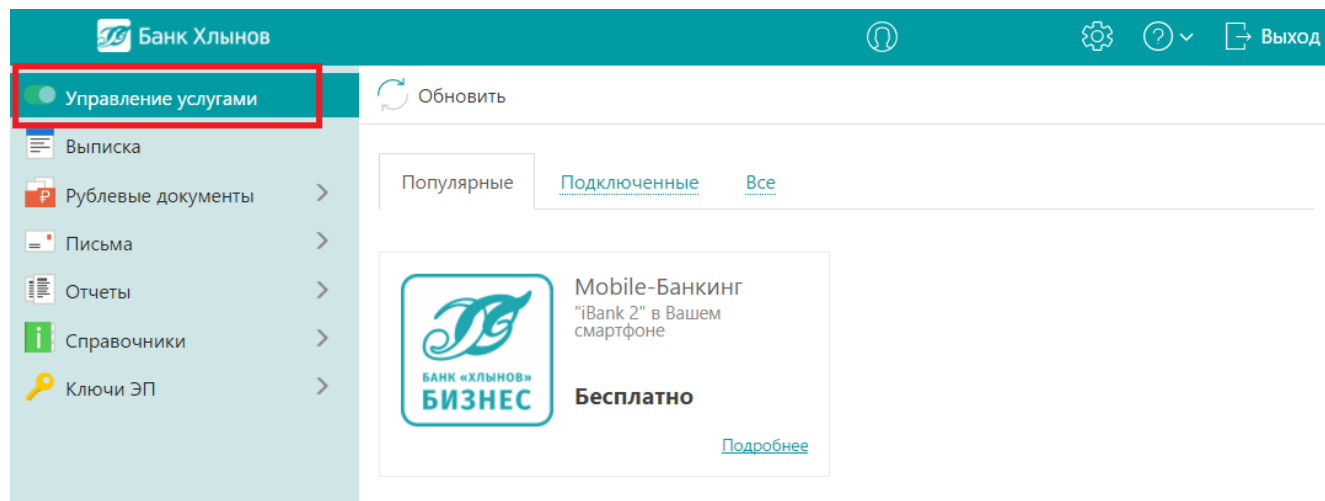 Банк Хлынов
Выход
Управление услугами
Обновить
Выписка
Рублевые документы
Письма
Отчеты
Справочники
Ключи ЭП
Популярные Подключенные Все
Mobile-Банкинг
"iBank 2" в Вашем
смартфоне
БАНК «ХЛЫНОВ»
БИЗНЕС
Бесплатно
Подробнее